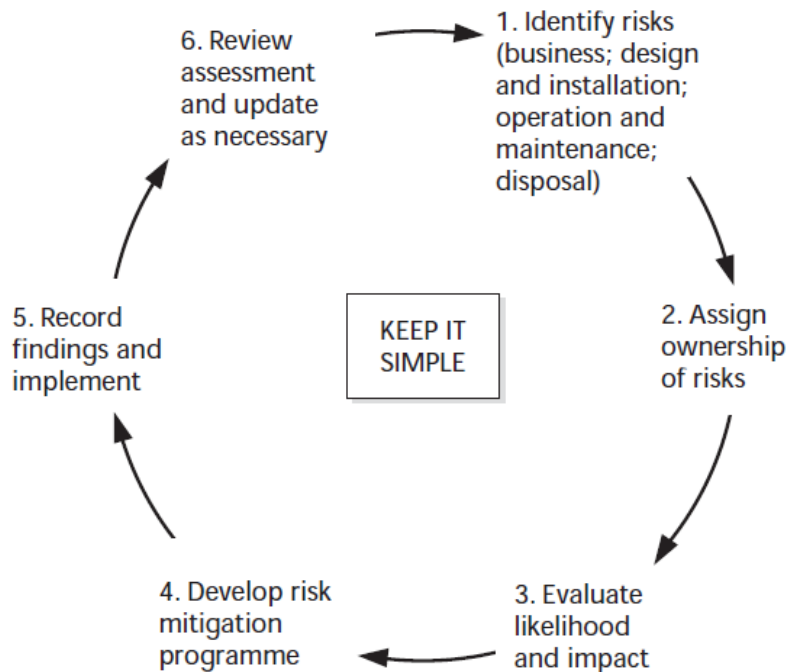 1. Identify risks
(business; design
and installation;
operation and
maintenance;
disposal)
2. Assign
ownership
of risks
3. Evaluate
likelihood
and impact
4. Develop risk
mitigation
programme
5. Record
findings and
implement
6. Review
assessment
and update
as necessary
KEEP IT
SIMPLE